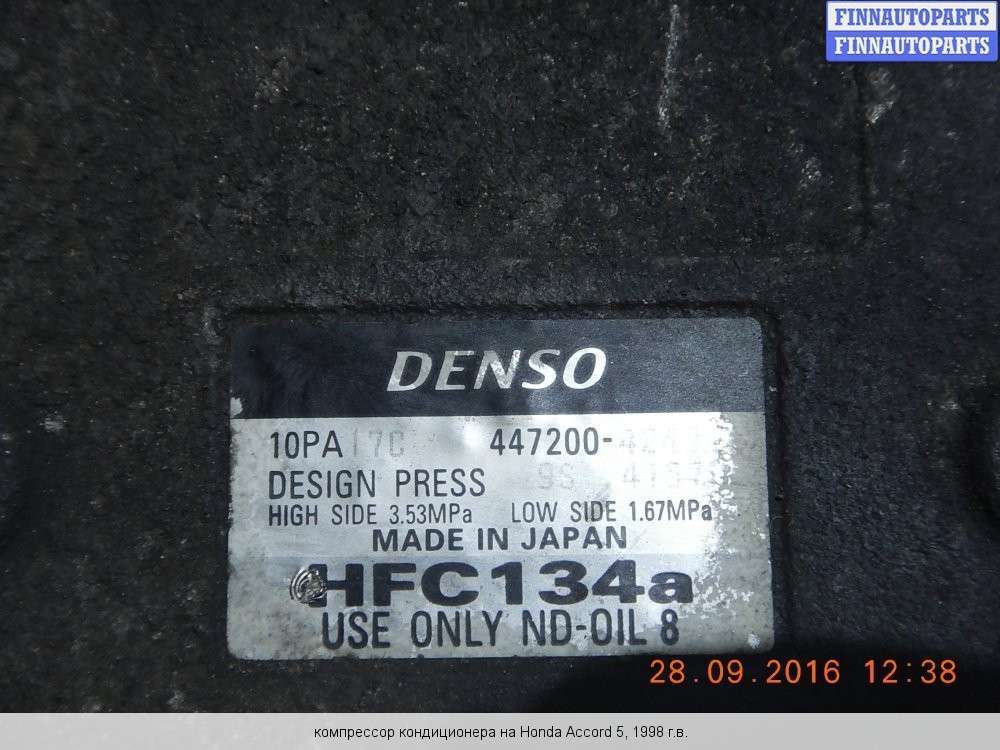 FINNAUTOPARTS
FINNAUTOPARTS
DENSO
10PA17C 447200-
DESIGN PRESS
HIGH SIDE 3.53MPa LOW SIDE 1.67MPa
MADE IN JAPAN
HFC134a
USE ONLY ND-OIL 8
28.09.2016 12:38
компрессор кондиционера на Honda Accord 5, 1998 г.в.